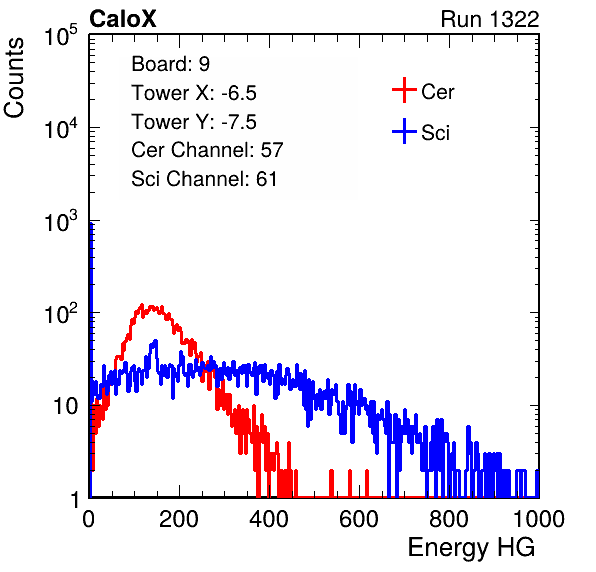 CaloX Run 1322
Counts
10^5
10^4
10^3
10^2
10
1
Board: 9
Tower X: -6.5
Tower Y: -7.5
Cer Channel: 57
Sci Channel: 61
Cer
Sci
0 200 400 600 800 1000
Energy HG